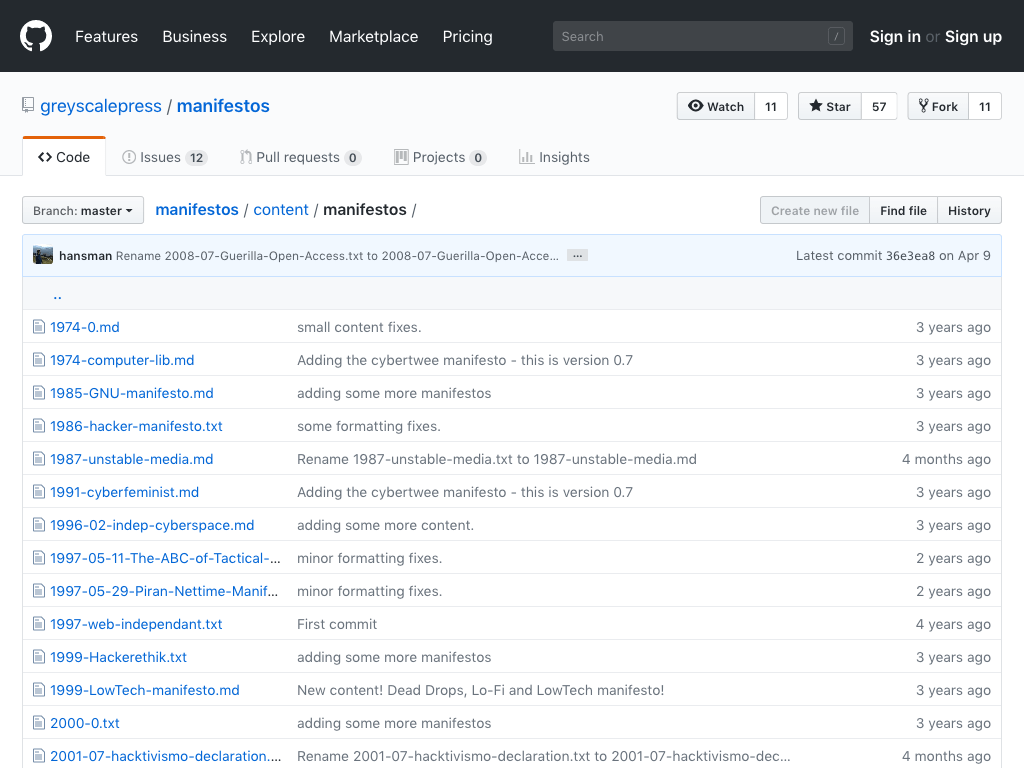 Features Business Explore Marketplace Pricing Search / Sign in or Sign up
greyscalepress / manifestos Watch 11 Star 57 Fork 11
Code Issues 12 Pull requests 0 Projects 0 Insights
Branch: master manifestos / content / manifestos / Create new file Find file History
hansman Rename 2008-07-Guerilla-Open-Access.txt to 2008-07-Guerilla-Open-Acce… … Latest commit 36e3ea8 on Apr 9
..
1974-0.md small content fixes. 3 years ago
1974-computer-lib.md Adding the cybertwee manifesto - this is version 0.7 3 years ago
1985-GNU-manifesto.md adding some more manifestos 3 years ago
1986-hacker-manifesto.txt some formatting fixes. 3 years ago
1987-unstable-media.md Rename 1987-unstable-media.txt to 1987-unstable-media.md 4 months ago
1991-cyberfeminist.md Adding the cybertwee manifesto - this is version 0.7 3 years ago
1996-02-indep-cyberspace.md adding some more content. 3 years ago
1997-05-11-The-ABC-of-Tactical-… minor formatting fixes. 2 years ago
1997-05-29-Piran-Nettime-Manif… minor formatting fixes. 2 years ago
1997-web-independant.txt First commit 4 years ago
1999-Hackerethik.txt adding some more manifestos 3 years ago
1999-LowTech-manifesto.md New content! Dead Drops, Lo-Fi and LowTech manifesto! 3 years ago
2000-0.txt adding some more manifestos 3 years ago
2001-07-hacktivismo-declaration.… Rename 2001-07-hacktivismo-declaration.txt to 2001-07-hacktivismo-dec… 4 months ago